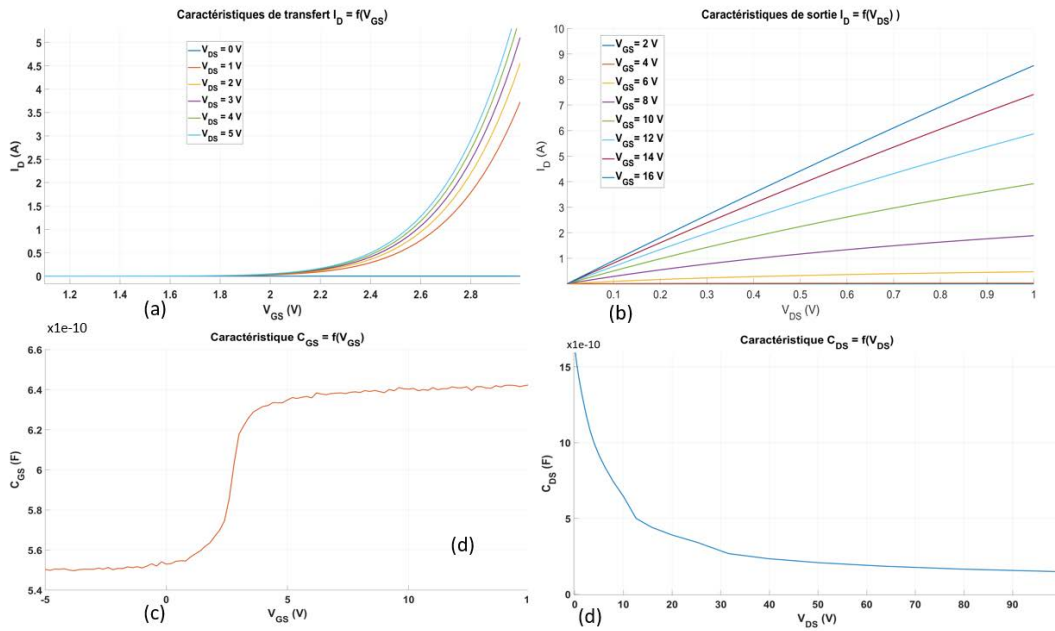 Caractéristiques de transfert I_D = f(V_GS)
5
4.5
4
3.5
3
2.5
2
1.5
1
0.5
0
I_D (A)
V_DS = 0 V
V_DS = 1 V
V_DS = 2 V
V_DS = 3 V
V_DS = 4 V
V_DS = 5 V
1.2 1.4 1.6 1.8 2 2.2 2.4 2.6 2.8
(a)
V_GS (V)
Caractéristiques de sortie I_D = f(V_DS) )
10
9
8
7
6
5
4
3
2
1
I_D (A)
V_GS = 2 V
V_GS = 4 V
V_GS = 6 V
V_GS = 8 V
V_GS = 10 V
V_GS = 12 V
V_GS = 14 V
V_GS = 16 V
0.1 0.2 0.3 0.4 0.5 0.6 0.7 0.8 0.9 1
(b)
V_DS (V)
x1e-10
Caractéristique C_GS = f(V_GS)
6.6
6.4
6.2
6
5.8
5.6
5.4
C_GS (F)
(d)
-5 0 5 10 1
(c)
V_GS (V)
Caractéristique C_DS = f(V_DS)
x1e-10
15
10
5
0
C_DS (F)
0 10 20 30 40 50 60 70 80 90
(d)
V_DS (V)